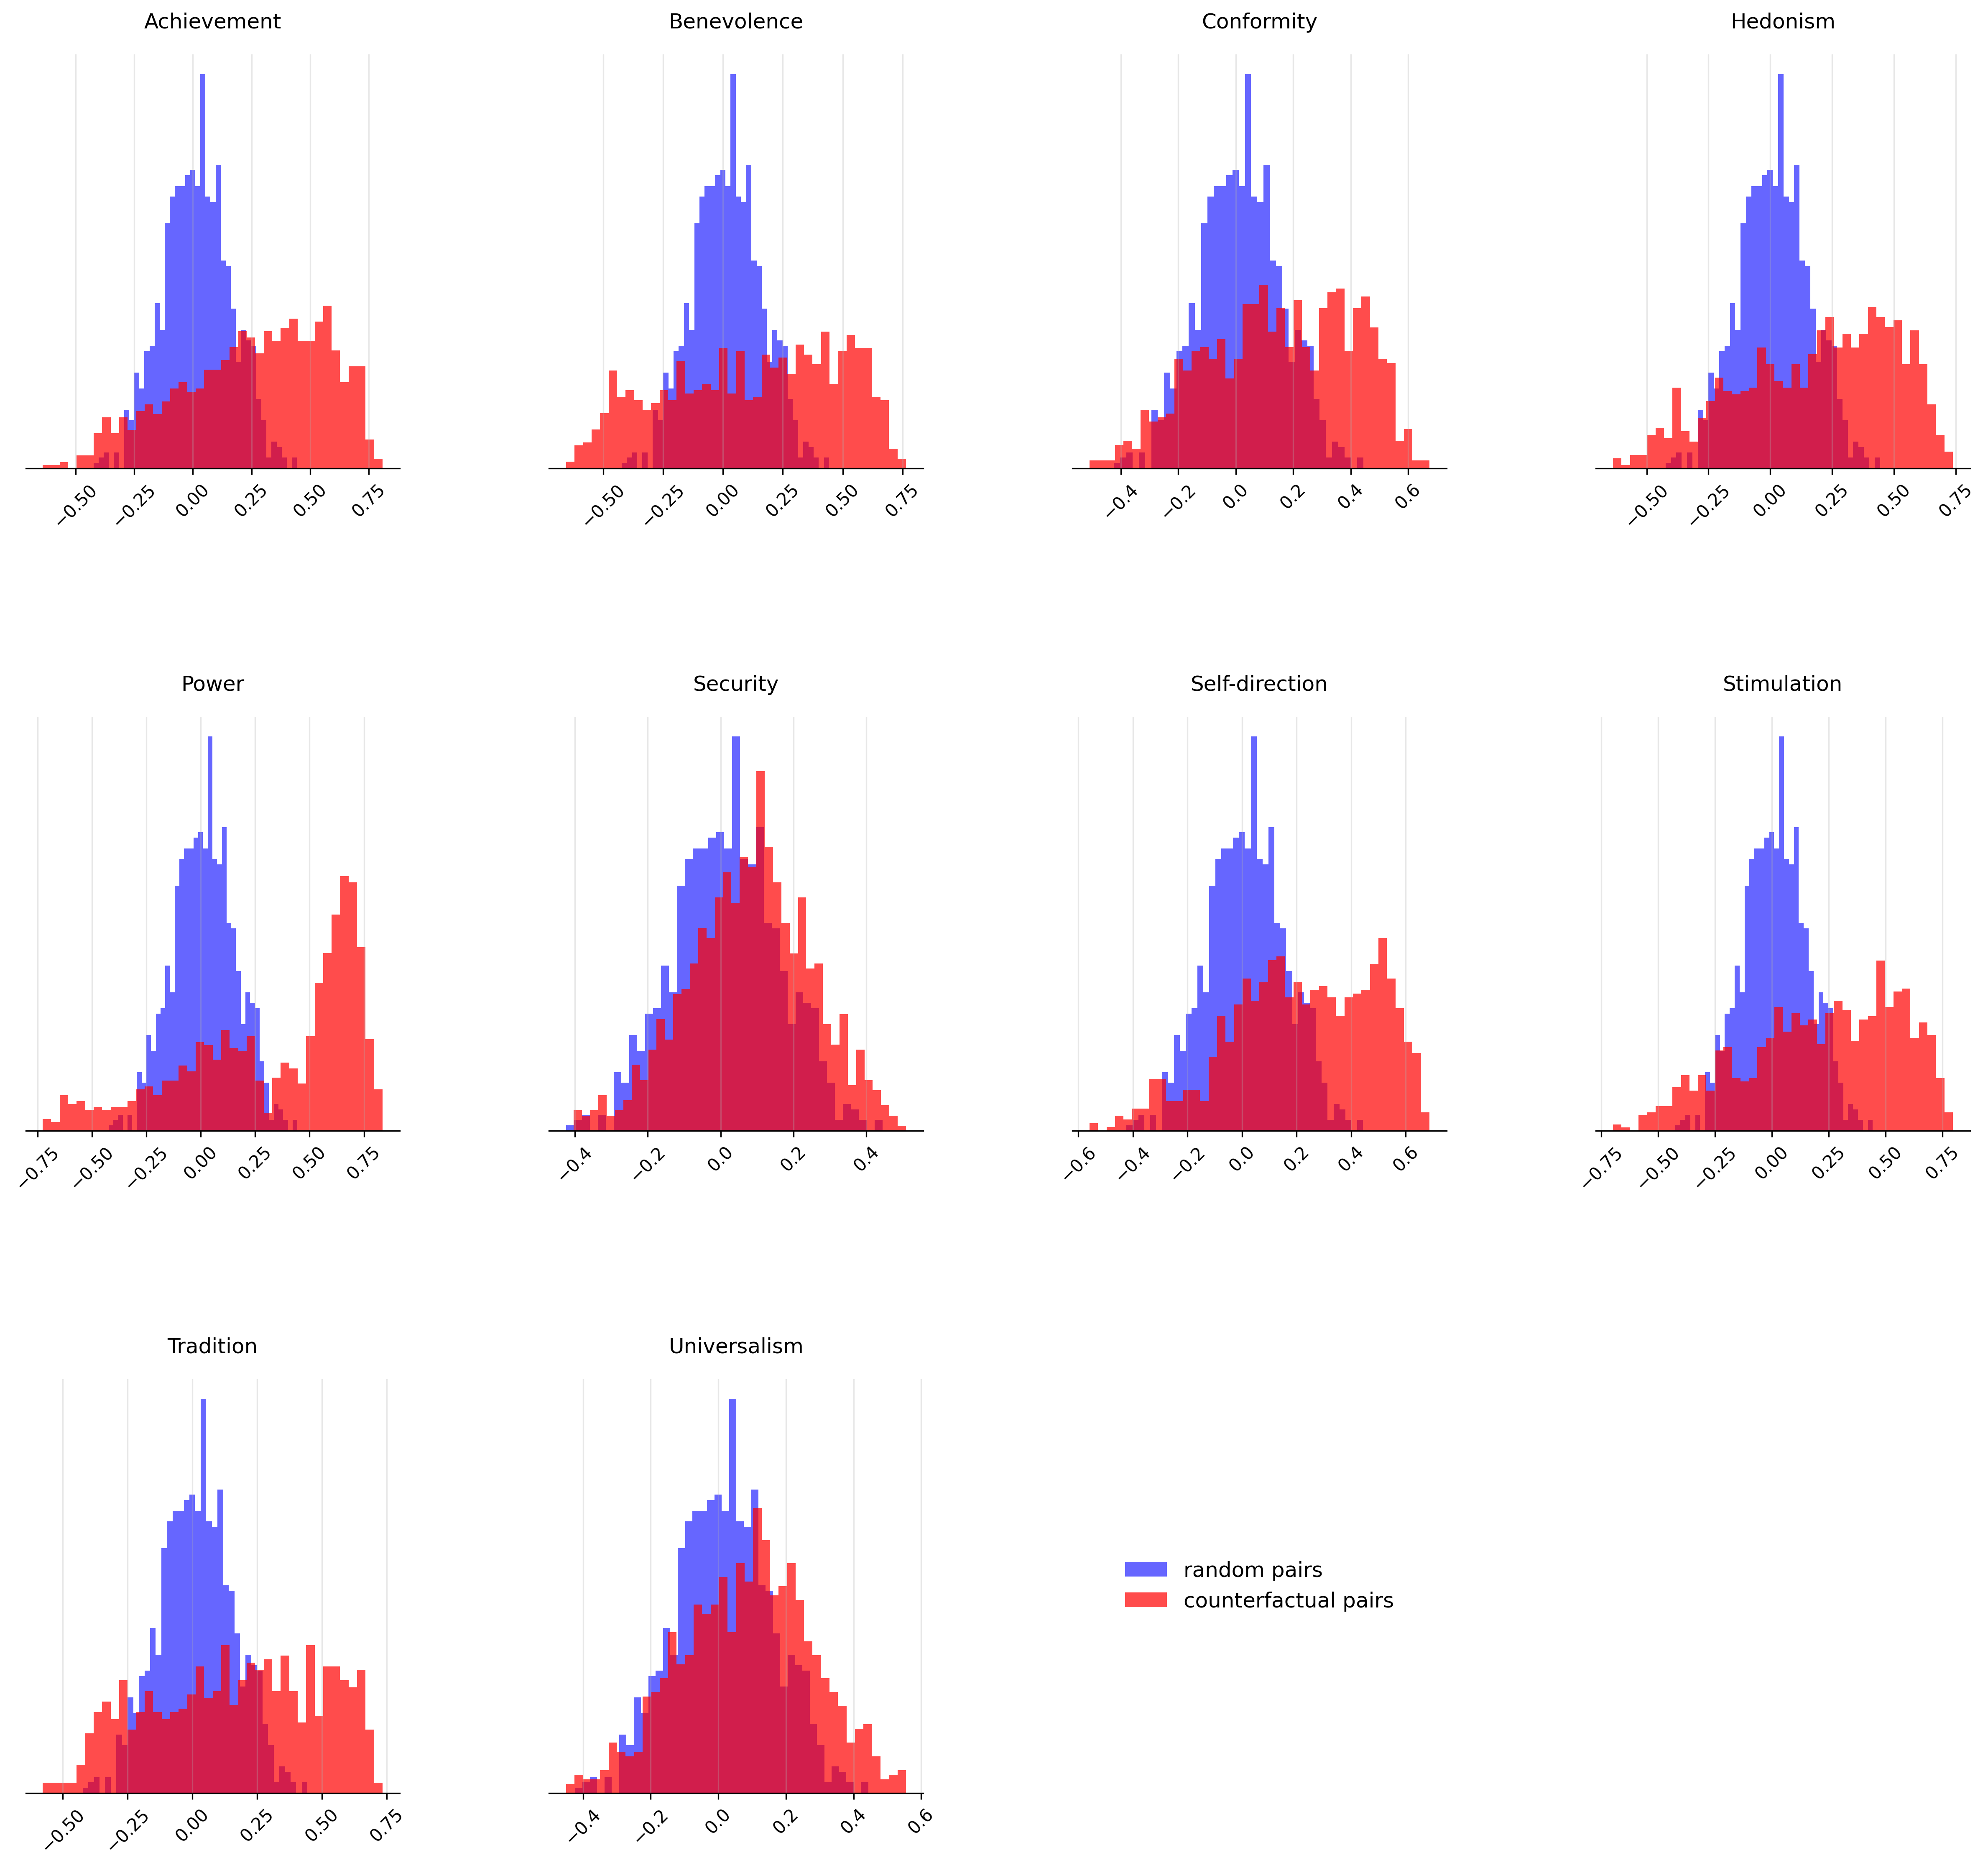 Achievement
Benevolence
Conformity
Hedonism
−0.50 −0.25 0.00 0.25 0.50 0.75
−0.50 −0.25 0.00 0.25 0.50 0.75
−0.4 −0.2 0.0 0.2 0.4 0.6
−0.50 −0.25 0.00 0.25 0.50 0.75
Power
Security
Self-direction
Stimulation
−0.75 −0.50 −0.25 0.00 0.25 0.50 0.75
−0.4 −0.2 0.0 0.2 0.4
−0.6 −0.4 −0.2 0.0 0.2 0.4 0.6
−0.75 −0.50 −0.25 0.00 0.25 0.50 0.75
Tradition
Universalism
random pairs
counterfactual pairs
−0.50 −0.25 0.00 0.25 0.50 0.75
−0.4 −0.2 0.0 0.2 0.4 0.6